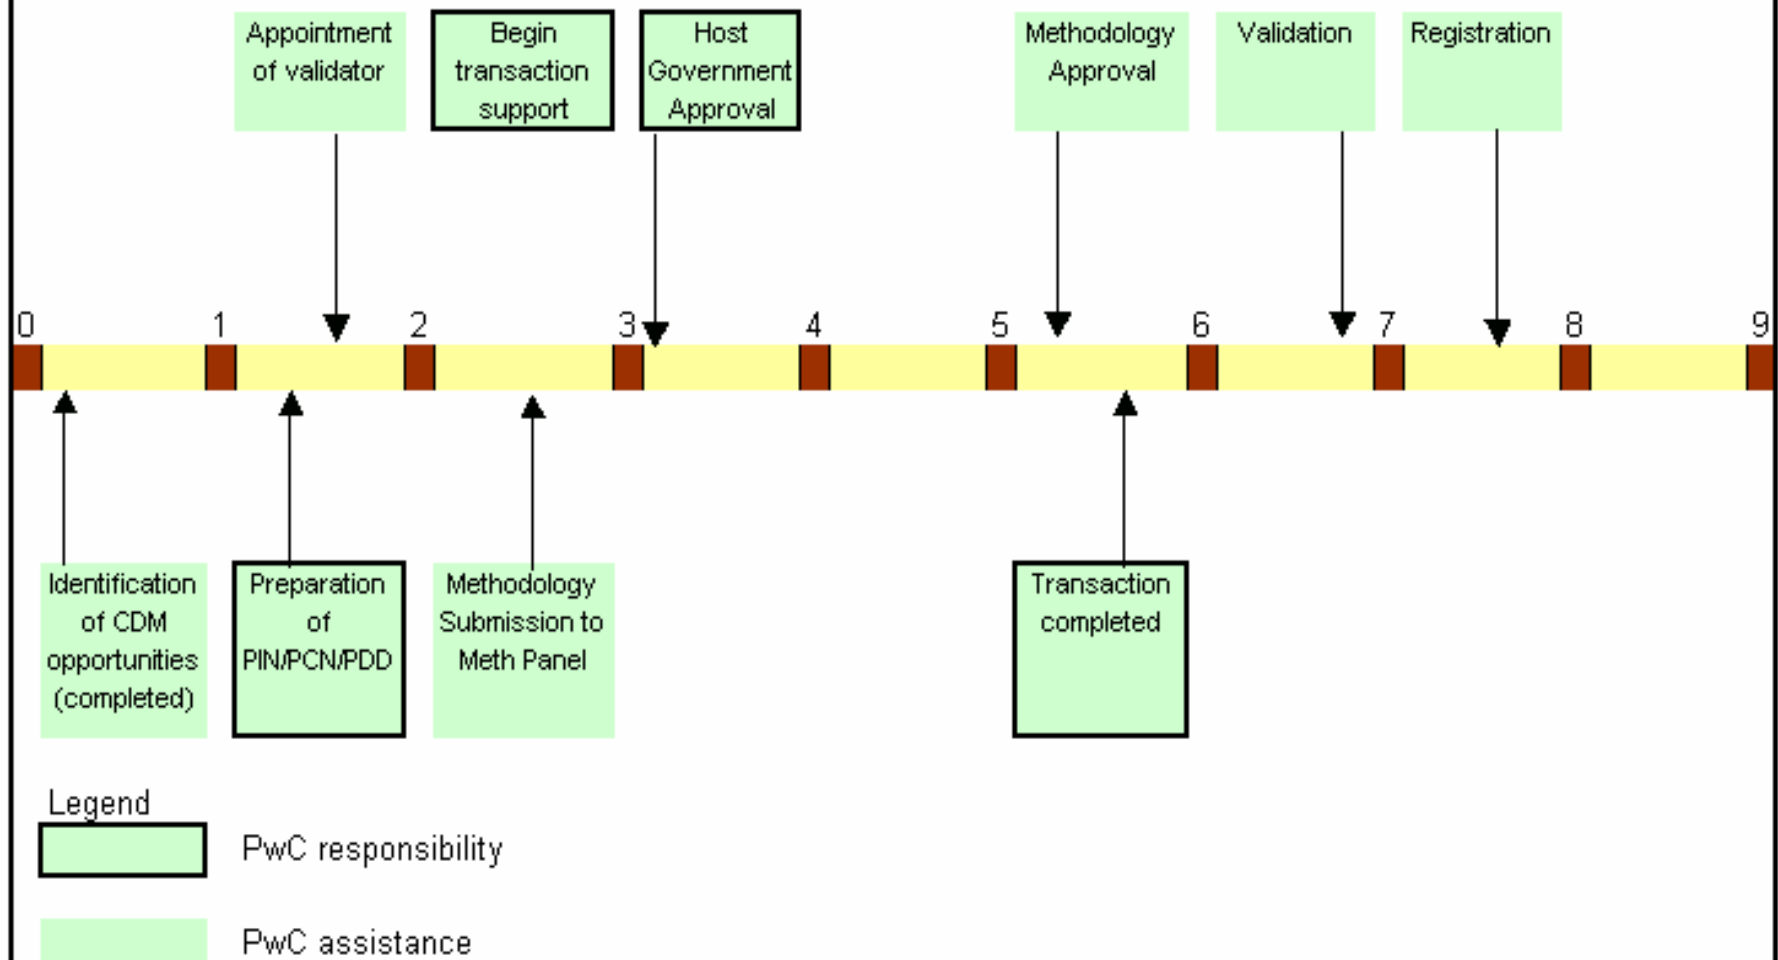 Appointment
of validator
Begin
transaction
support
Host
Government
Approval
Methodology
Approval
Validation
Registration
0 1 2 3 4 5 6 7 8 9
Identification
of CDM
opportunities
(completed)
Preparation
of
PIN/PCN/PDD
Methodology
Submission to
Meth Panel
Transaction
completed
Legend
PwC responsibility
PwC assistance